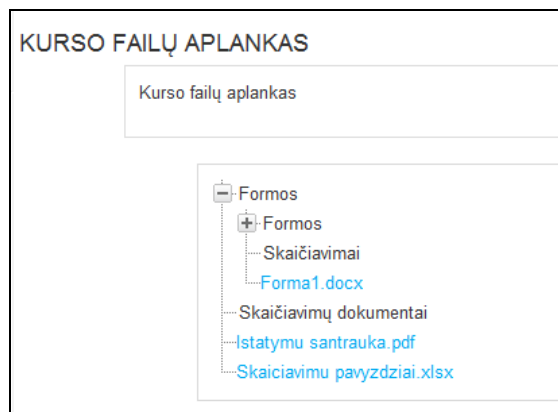 KURSO FAILŲ APLANKAS
Kurso failų aplankas
Formos
Formos
Skaičiavimai
Forma1.docx
Skaičiavimų dokumentai
Istatymu santrauka.pdf
Skaiciavimu pavyzdziai.xlsx